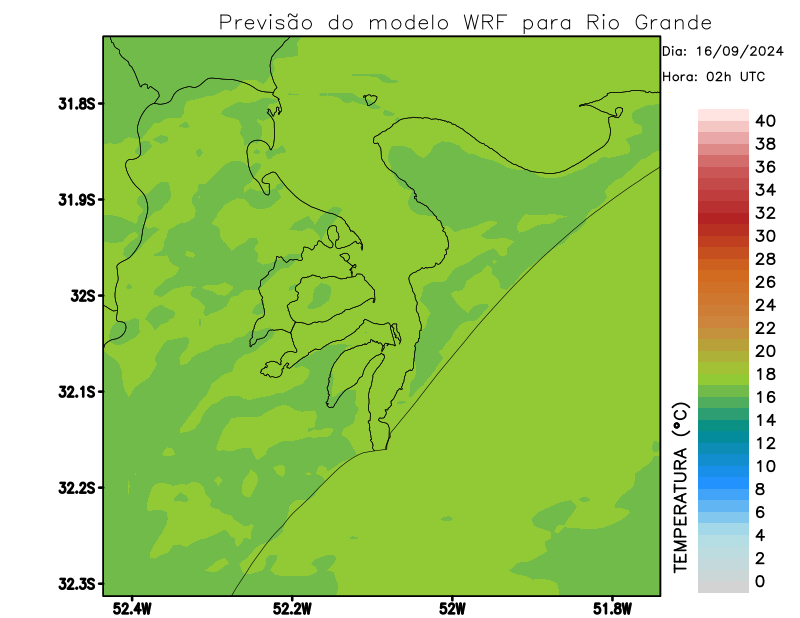 Previsão do modelo WRF para Rio Grande
Dia: 16/09/2024
Hora: 02h UTC
31.8S
31.9S
32S
32.1S
32.2S
32.3S
52.4W
52.2W
52W
51.8W
TEMPERATURA (°C)
40
38
36
34
32
30
28
26
24
22
20
18
16
14
12
10
8
6
4
2
0